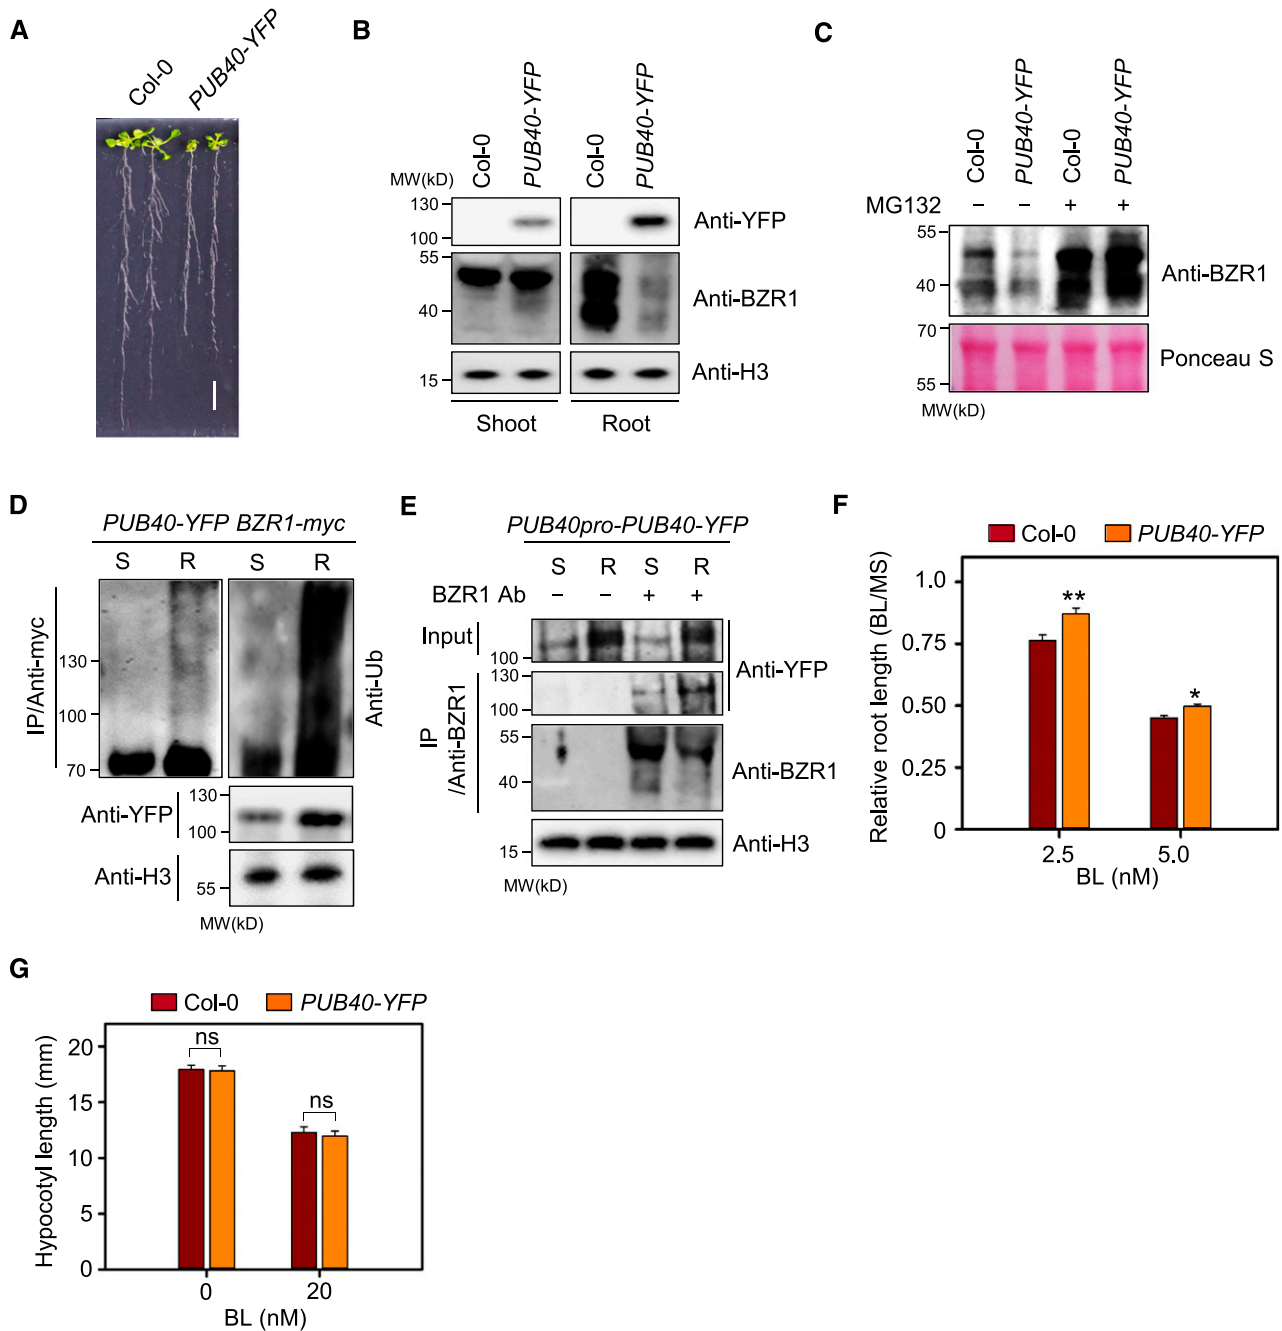 A
Col-0
PUB40-YFP
B
Col-0
PUB40-YFP
Col-0
PUB40-YFP
MW(kD)
130
100
Anti-YFP
55
40
Anti-BZR1
15
Anti-H3
Shoot Root
C
Col-0
PUB40-YFP
Col-0
PUB40-YFP
MG132 − − + +
55
40
Anti-BZR1
70
55
Ponceau S
MW(kD)
D
PUB40-YFP BZR1-myc
S R S R
IP/Anti-myc
130
100
70
Anti-Ub
Anti-YFP
130
100
Anti-H3
55
MW(kD)
E
PUB40pro-PUB40-YFP
S R S R
BZR1 Ab − − + +
Input
100
Anti-YFP
IP
/Anti-BZR1
130
100
55
40
Anti-BZR1
15
Anti-H3
MW(kD)
F
Col-0 PUB40-YFP
Relative root length (BL/MS)
1.0
0.75
0.50
0.25
0
**
*
2.5 5.0
BL (nM)
G
Col-0 PUB40-YFP
Hypocotyl length (mm)
20
15
10
5
0
ns
ns
0 20
BL (nM)